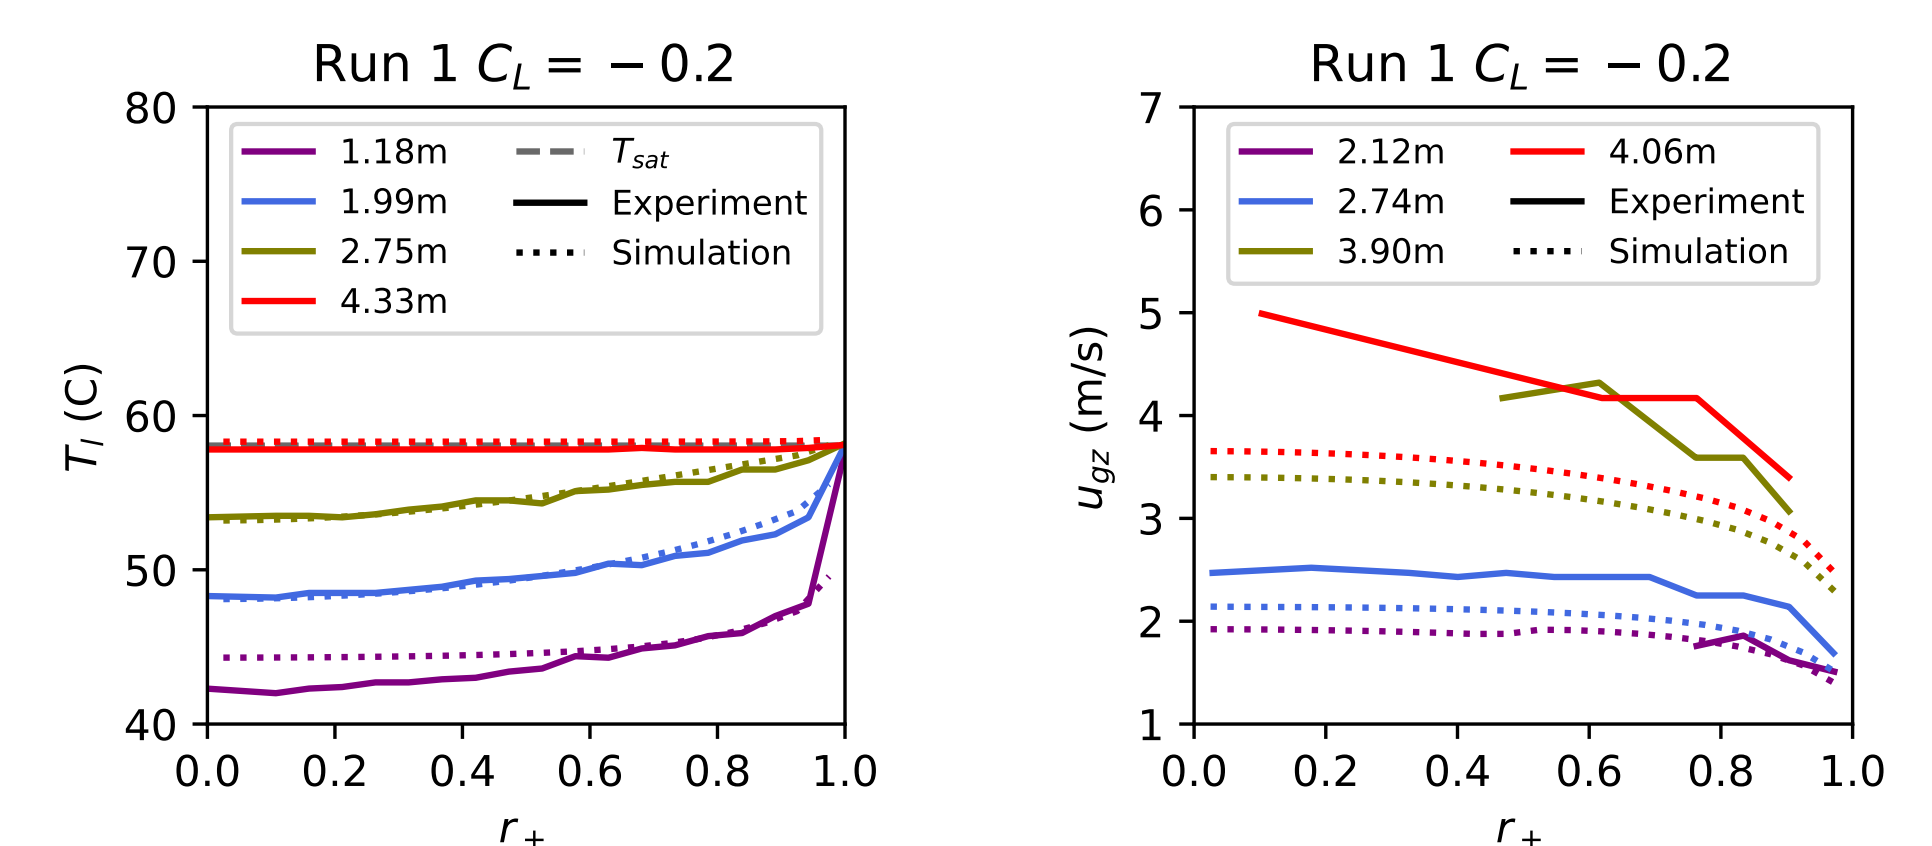 Run 1 C_L = −0.2
80
70
60
50
40
T_l (C)
1.18m
1.99m
2.75m
4.33m
T_sat
Experiment
Simulation
0.0 0.2 0.4 0.6 0.8 1.0
r_+
Run 1 C_L = −0.2
7
6
5
4
3
2
1
u_gz (m/s)
2.12m
2.74m
3.90m
4.06m
Experiment
Simulation
0.0 0.2 0.4 0.6 0.8 1.0
r_+